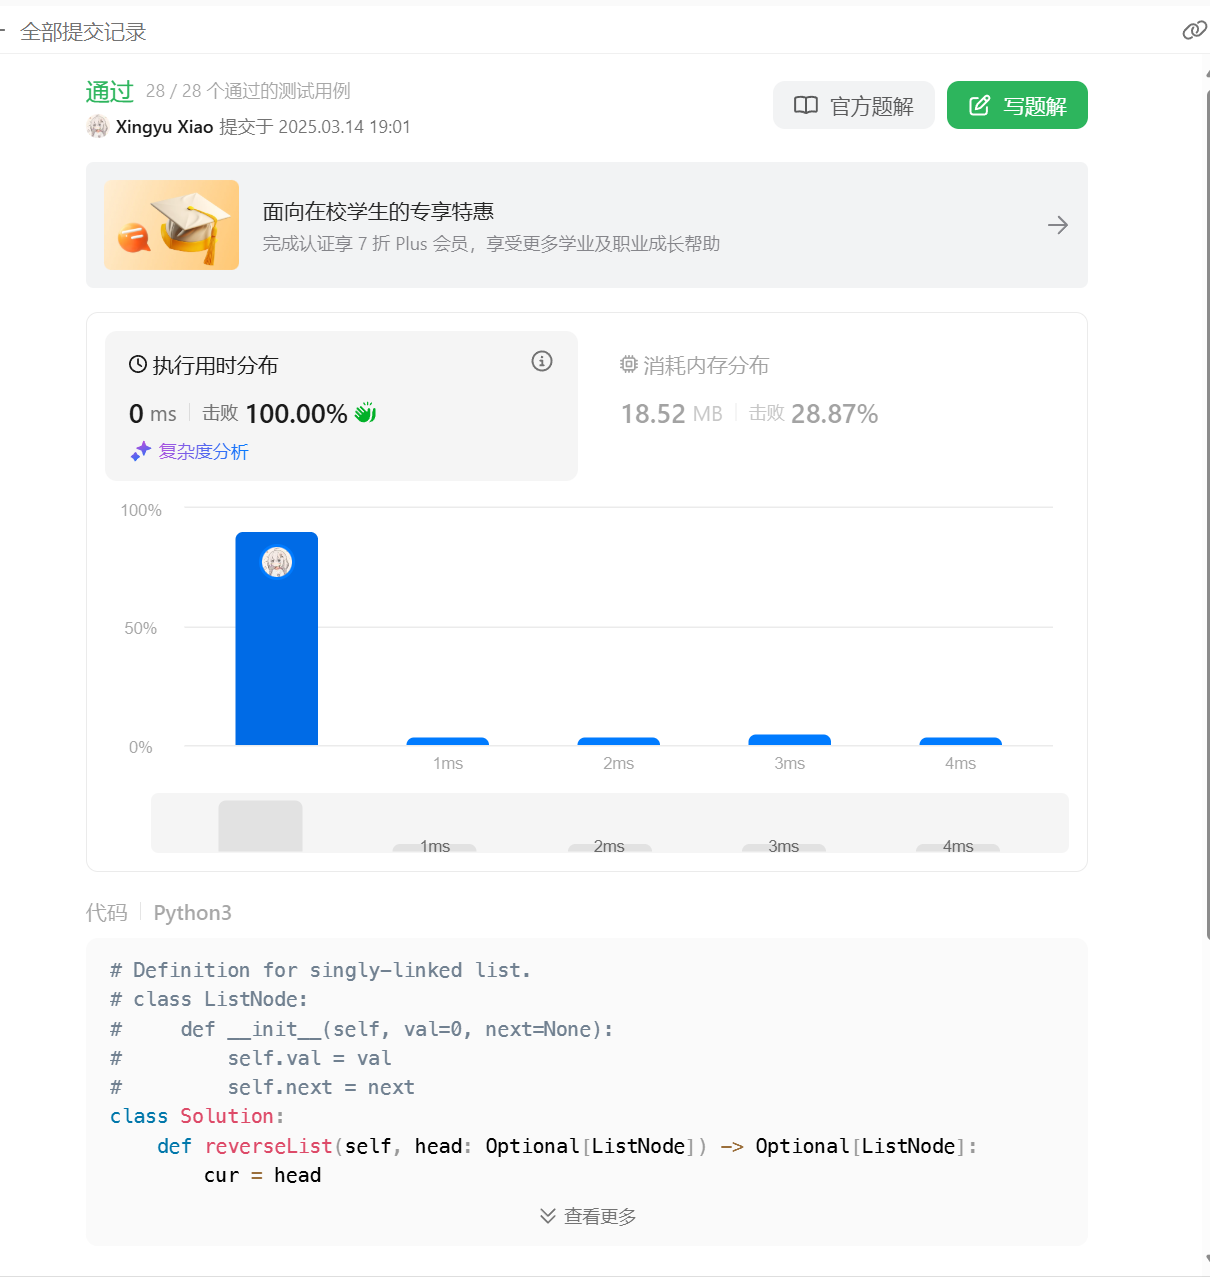 全部提交记录
通过 28 / 28 个通过的测试用例
Xingyu Xiao 提交于 2025.03.14 19:01
官方题解
写题解
面向在校学生的专享特惠
完成认证享 7 折 Plus 会员，享受更多学业及职业成长帮助
执行用时分布
0 ms 击败 100.00%
复杂度分析
消耗内存分布
18.52 MB 击败 28.87%
100%
50%
0%
1ms 2ms 3ms 4ms
1ms 2ms 3ms 4ms
代码 Python3
# Definition for singly-linked list.
# class ListNode:
#     def __init__(self, val=0, next=None):
#         self.val = val
#         self.next = next
class Solution:
    def reverseList(self, head: Optional[ListNode]) -> Optional[ListNode]:
        cur = head
查看更多